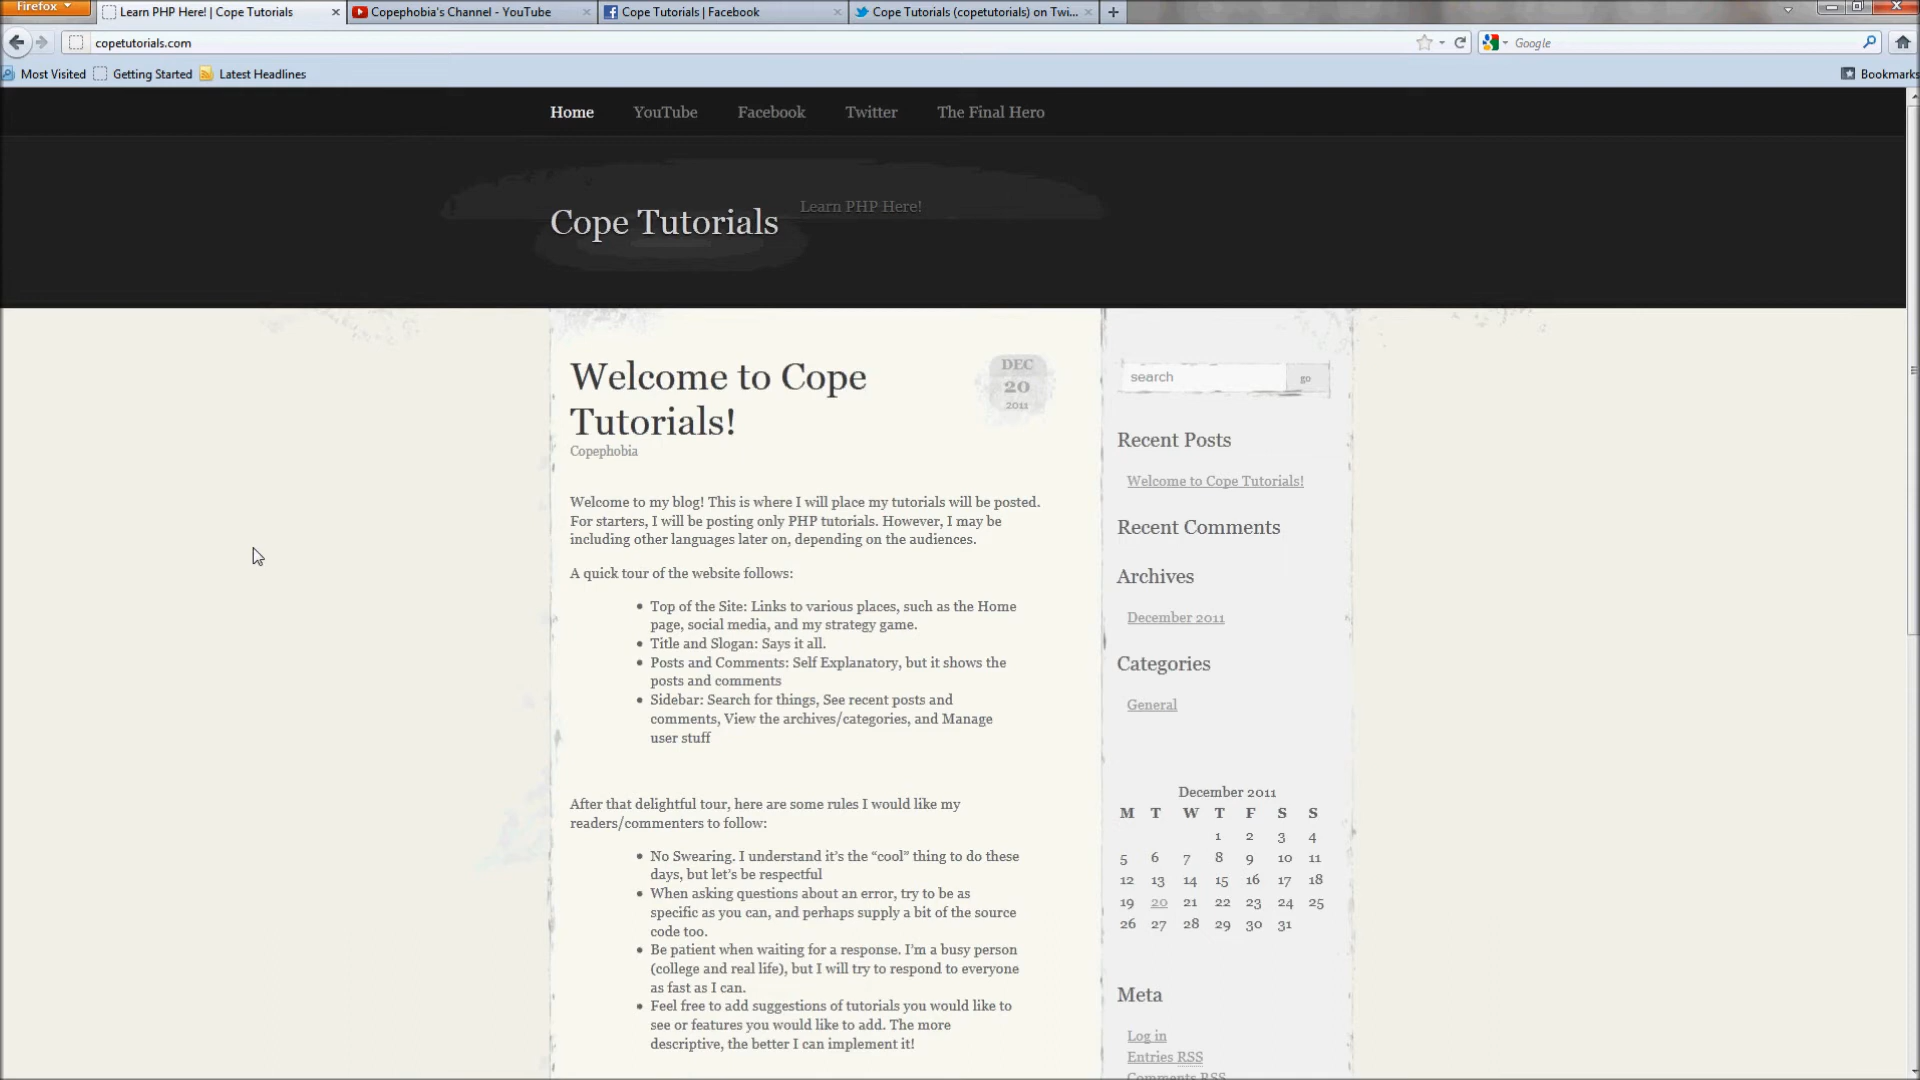 Firefox
Learn PHP Here! | Cope Tutorials
Copephobia's Channel - YouTube
Cope Tutorials | Facebook
Cope Tutorials (copetutorials) on Twi...
copetutorials.com
Google
Most Visited
Getting Started
Latest Headlines
Bookmarks
Home
YouTube
Facebook
Twitter
The Final Hero
Cope Tutorials
Learn PHP Here!
Welcome to Cope
Tutorials!
Copephobia
DEC
20
2011
Welcome to my blog! This is where I will place my tutorials will be posted.
For starters, I will be posting only PHP tutorials. However, I may be
including other languages later on, depending on the audiences.
A quick tour of the website follows:
• Top of the Site: Links to various places, such as the Home
page, social media, and my strategy game.
• Title and Slogan: Says it all.
• Posts and Comments: Self Explanatory, but it shows the
posts and comments
• Sidebar: Search for things, See recent posts and
comments, View the archives/categories, and Manage
user stuff
After that delightful tour, here are some rules I would like my
readers/commenters to follow:
• No Swearing. I understand it's the “cool” thing to do these
days, but let's be respectful
• When asking questions about an error, try to be as
specific as you can, and perhaps supply a bit of the source
code too.
• Be patient when waiting for a response. I'm a busy person
(college and real life), but I will try to respond to everyone
as fast as I can.
• Feel free to add suggestions of tutorials you would like to
see or features you would like to add. The more
descriptive, the better I can implement it!
search
go
Recent Posts
Welcome to Cope Tutorials!
Recent Comments
Archives
December 2011
Categories
General
December 2011
M T W T F S S
1 2 3 4
5 6 7 8 9 10 11
12 13 14 15 16 17 18
19 20 21 22 23 24 25
26 27 28 29 30 31
Meta
Log in
Entries RSS
Comments RSS